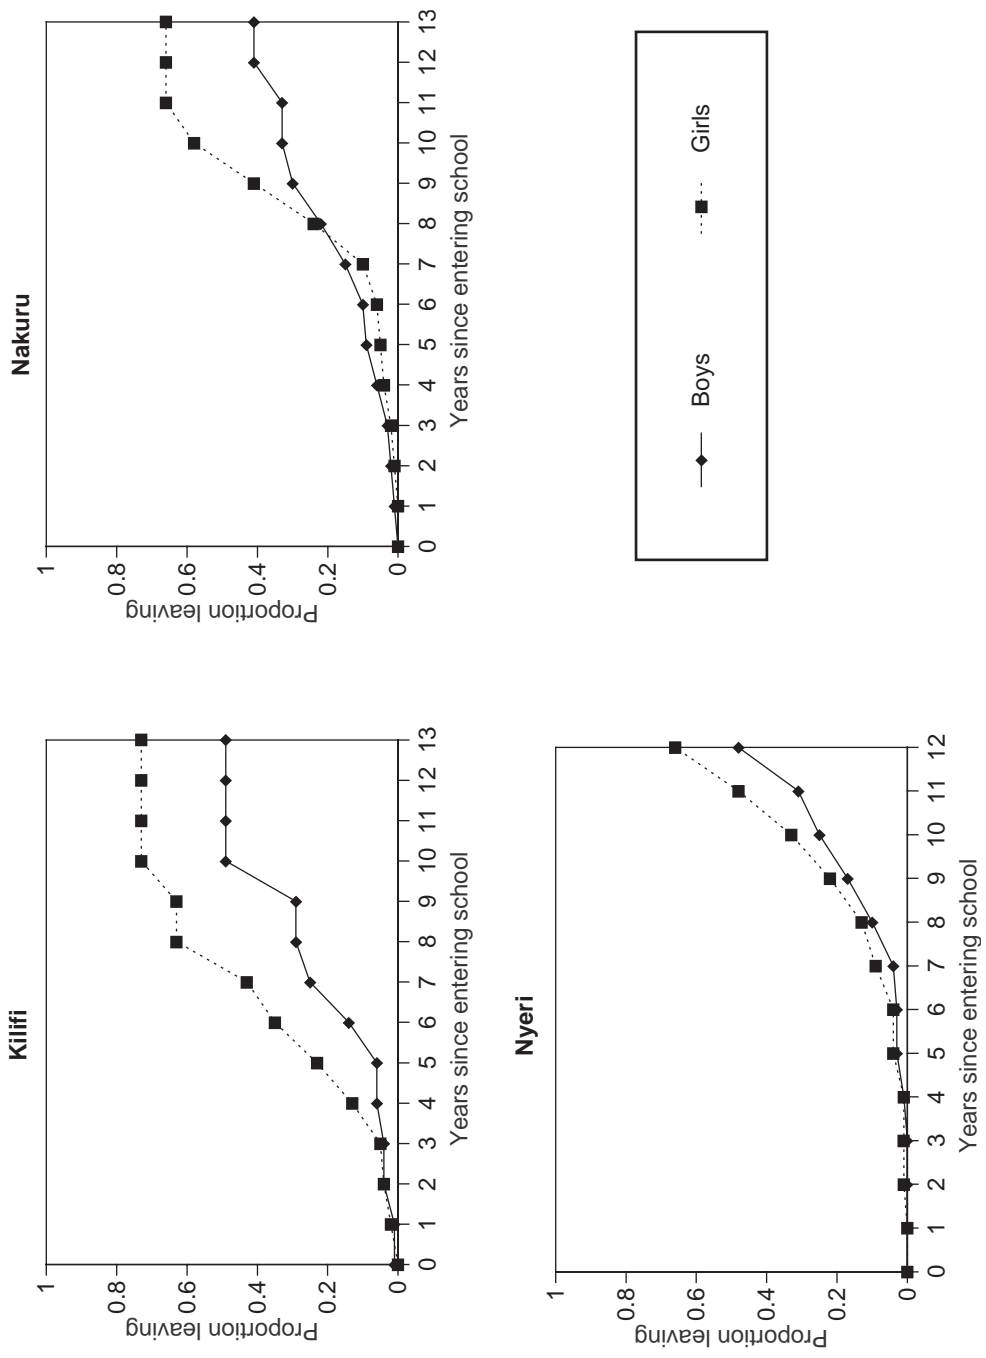 Kilifi
1
0.8
0.6
0.4
0.2
0
Proportion leaving
0 1 2 3 4 5 6 7 8 9 10 11 12 13
Years since entering school
Nakuru
1
0.8
0.6
0.4
0.2
0
Proportion leaving
0 1 2 3 4 5 6 7 8 9 10 11 12 13
Years since entering school
Nyeri
1
0.8
0.6
0.4
0.2
0
Proportion leaving
0 1 2 3 4 5 6 7 8 9 10 11 12
Years since entering school
Boys Girls